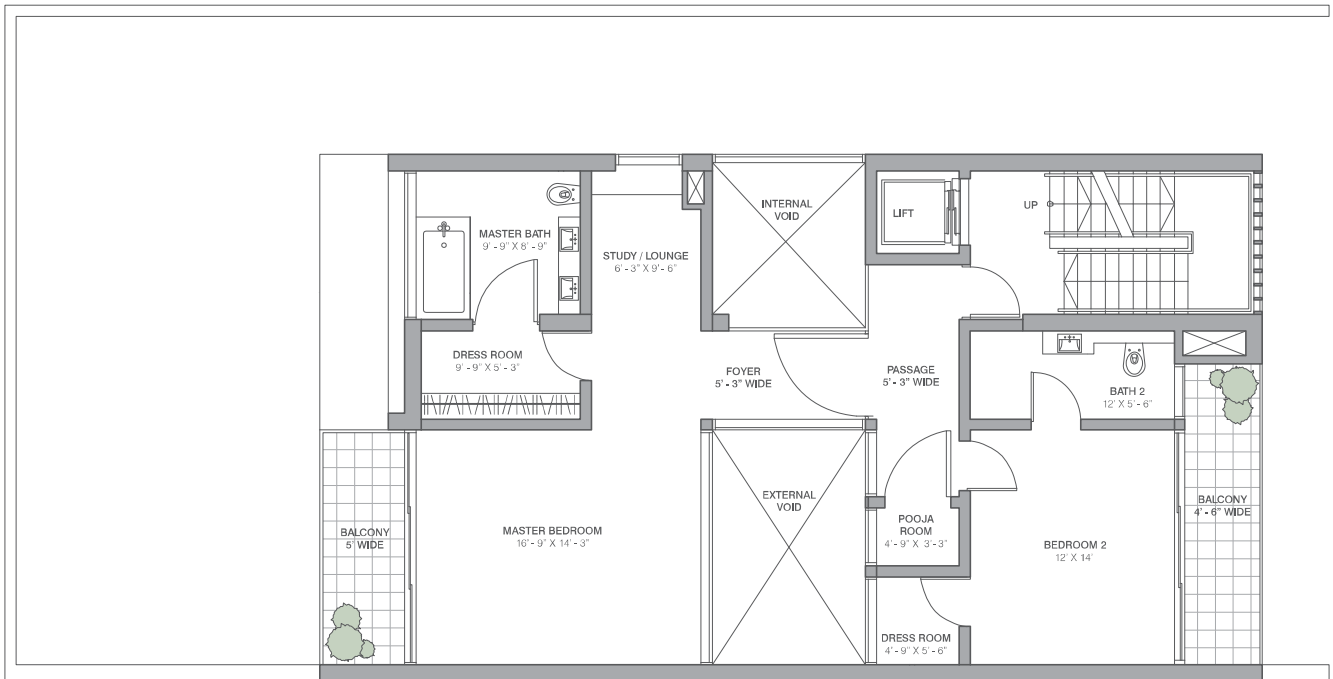 INTERNAL
VOID
LIFT
UP
MASTER BATH
9' - 9" X 8' - 9"
STUDY / LOUNGE
6' - 3" X 9' - 6"
DRESS ROOM
9' - 9" X 5' - 3"
FOYER
5' - 3" WIDE
PASSAGE
5' - 3" WIDE
BATH 2
12' X 5' - 6"
BALCONY
5' WIDE
MASTER BEDROOM
16' - 9" X 14' - 3"
EXTERNAL
VOID
POOJA
ROOM
4' - 9" X 3' - 3"
BEDROOM 2
12' X 14'
BALCONY
4' - 6" WIDE
DRESS ROOM
4' - 9" X 5' - 6"